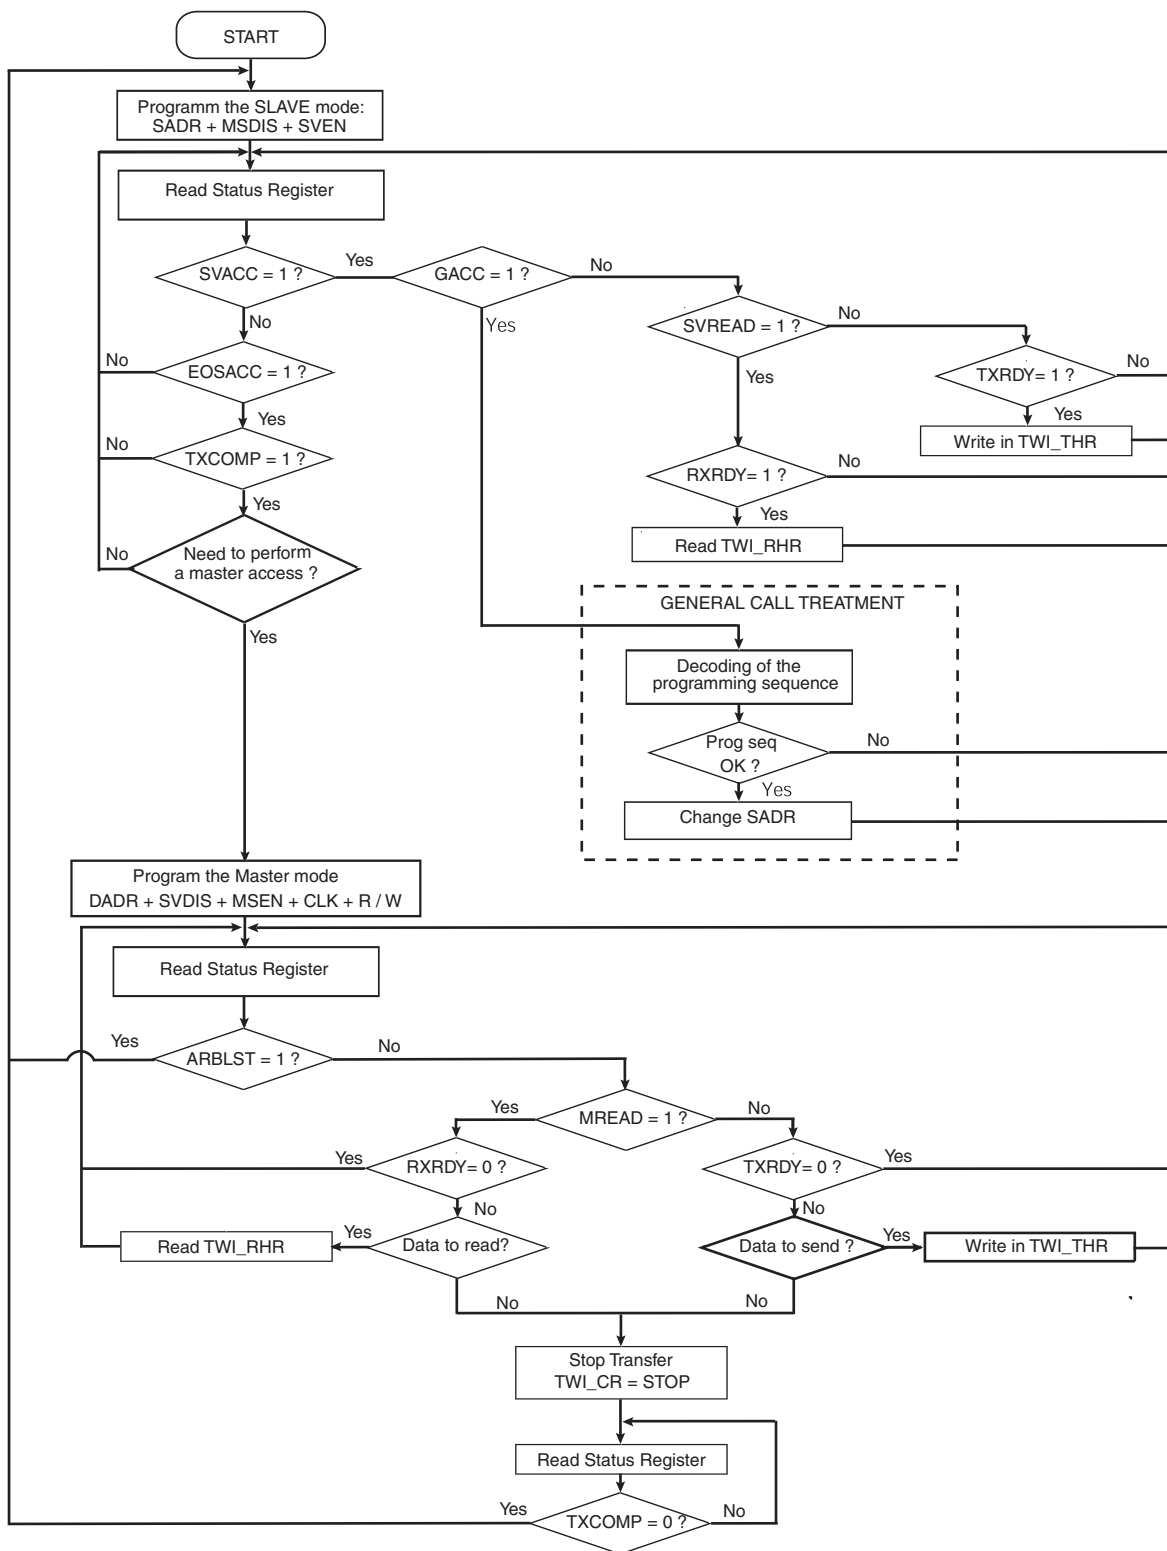 START
Programm the SLAVE mode:
SADR + MSDIS + SVEN
Read Status Register
SVACC = 1 ?
Yes
GACC = 1 ?
No
No
Yes
SVREAD = 1 ?
No
EOSACC = 1 ?
No
Yes
TXRDY= 1 ?
No
Yes
Yes
Write in TWI_THR
TXCOMP = 1 ?
No
RXRDY= 1 ?
No
Yes
Yes
Read TWI_RHR
Need to perform
a master access ?
No
Yes
GENERAL CALL TREATMENT
Decoding of the
programming sequence
Prog seq
OK ?
No
Yes
Change SADR
Program the Master mode
DADR + SVDIS + MSEN + CLK + R / W
Read Status Register
Yes
ARBLST = 1 ?
No
Yes
MREAD = 1 ?
No
Yes
RXRDY= 0 ?
TXRDY= 0 ?
Yes
No
No
Read TWI_RHR
Yes
Data to read?
Data to send ?
Yes
Write in TWI_THR
No
No
Stop Transfer
TWI_CR = STOP
Read Status Register
Yes
TXCOMP = 0 ?
No